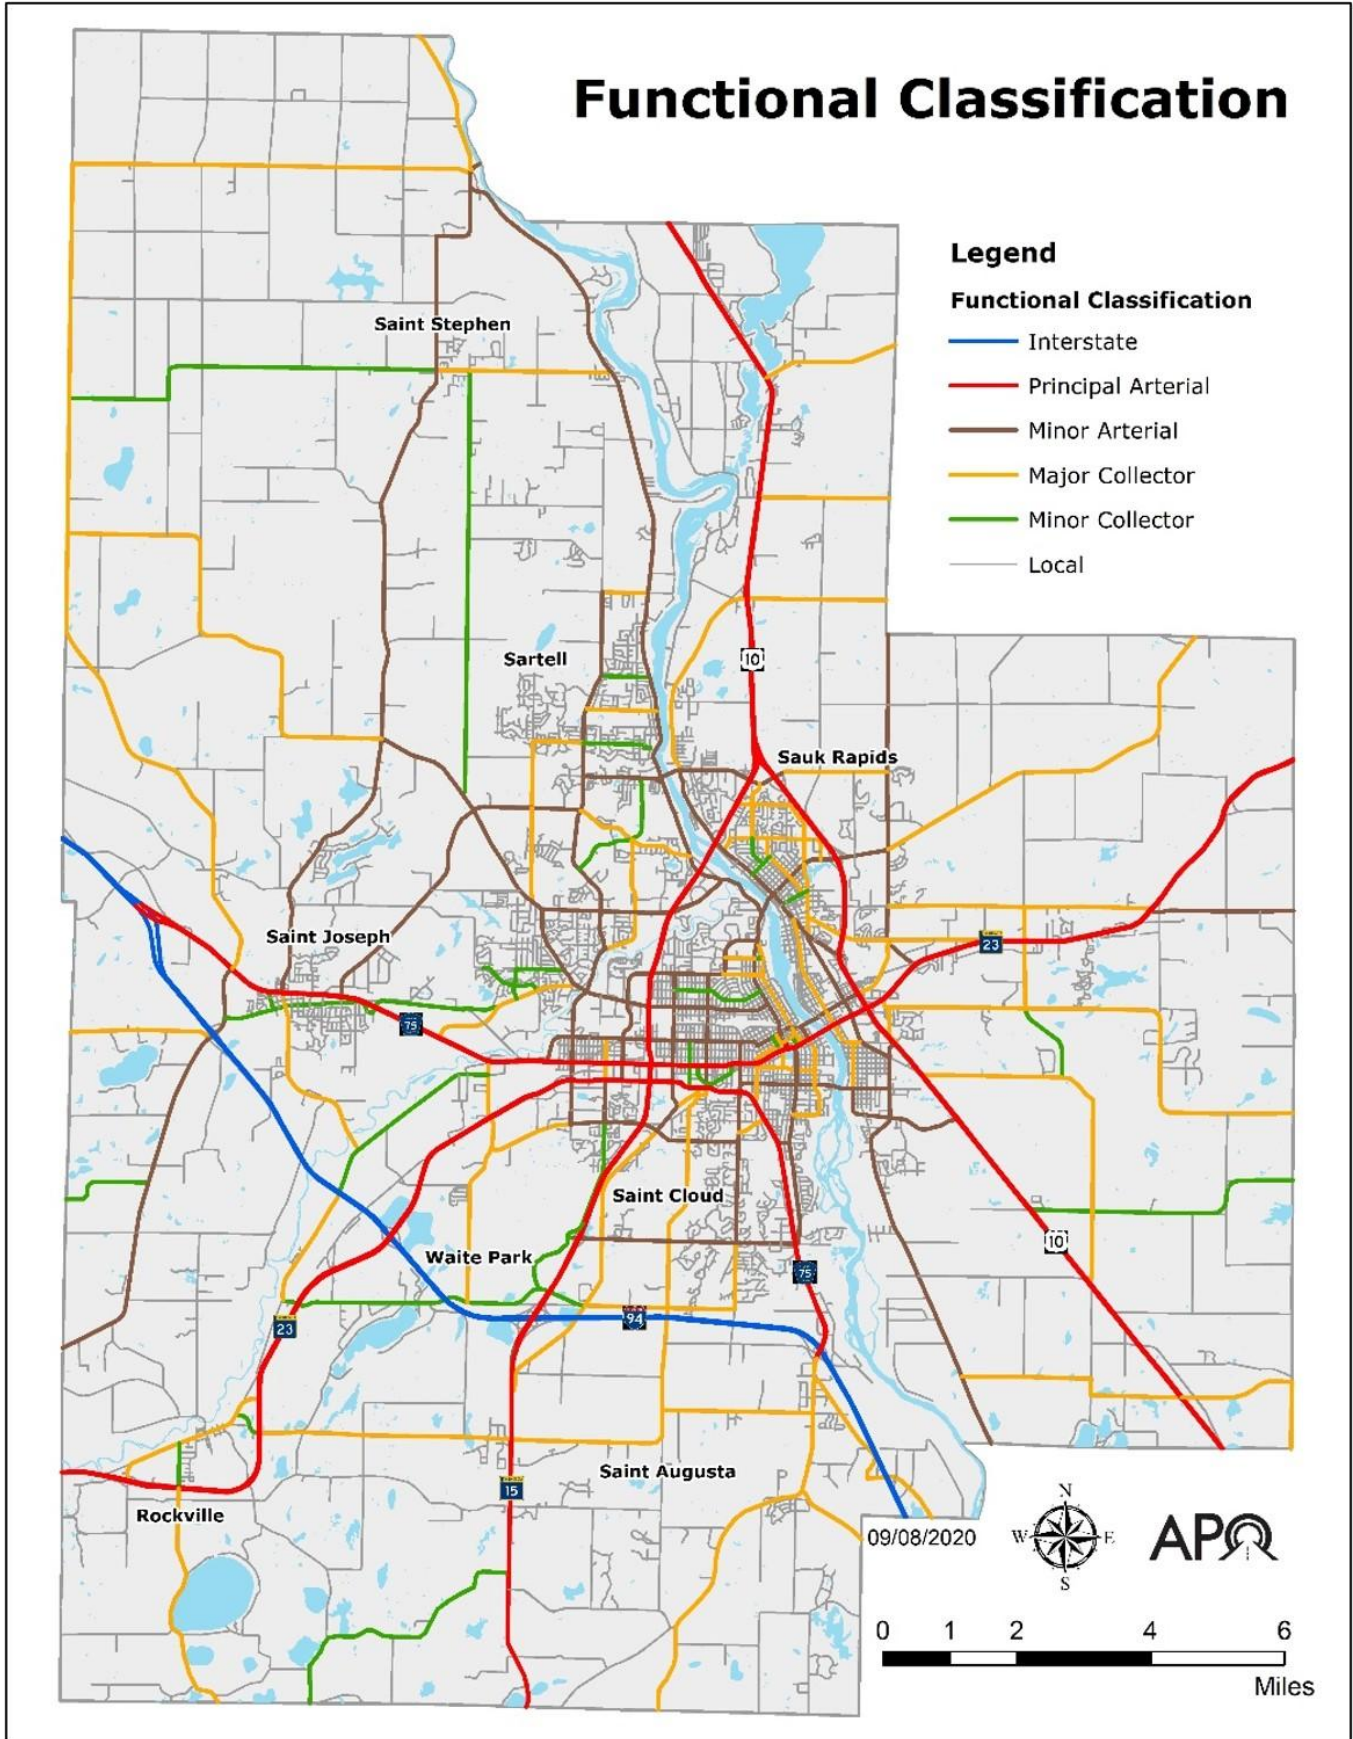 Functional Classification
Legend
Functional Classification
Interstate
Principal Arterial
Minor Arterial
Major Collector
Minor Collector
Local
Saint Stephen
Sartell
10
Sauk Rapids
Saint Joseph
23
75
Saint Cloud
10
Waite Park
75
94
23
Saint Augusta
15
Rockville
09/08/2020
N
W E
S
APO
0 1 2 4 6
Miles